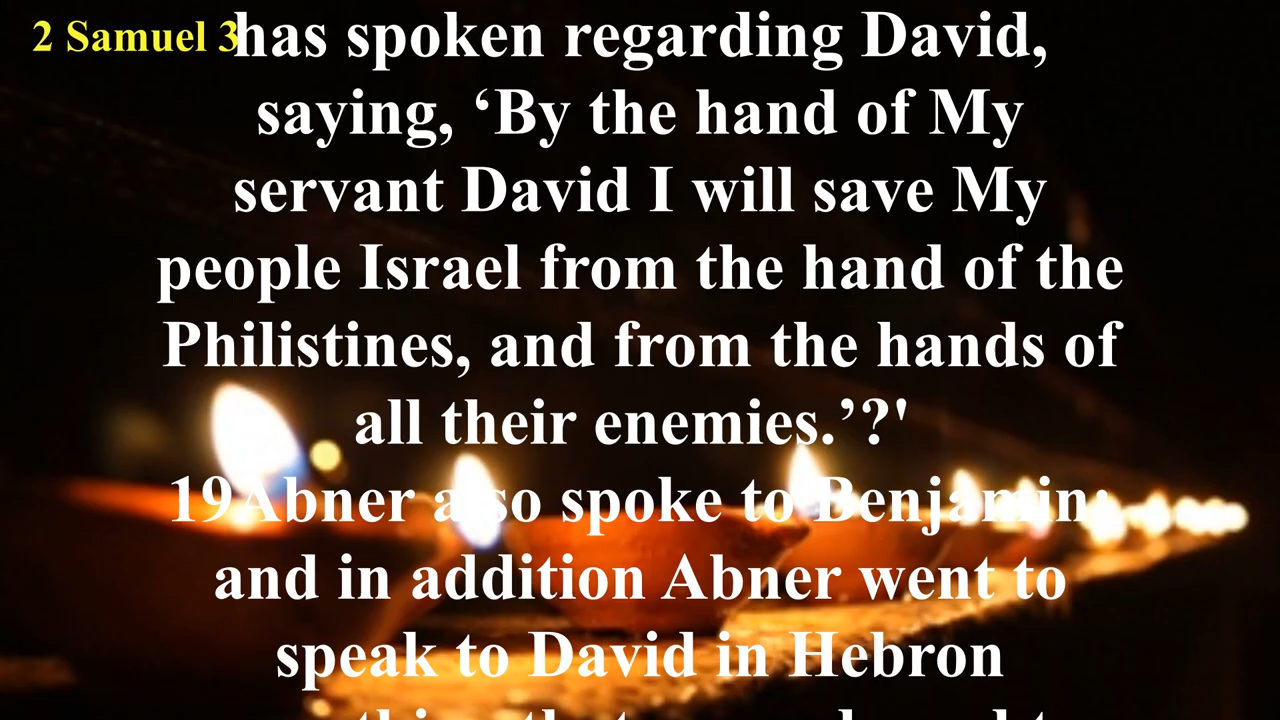 2 Samuel 3
has spoken regarding David,
saying, ‘By the hand of My
servant David I will save My
people Israel from the hand of the
Philistines, and from the hands of
all their enemies.’?'
19Abner also spoke to Benjamin;
and in addition Abner went to
speak to David in Hebron